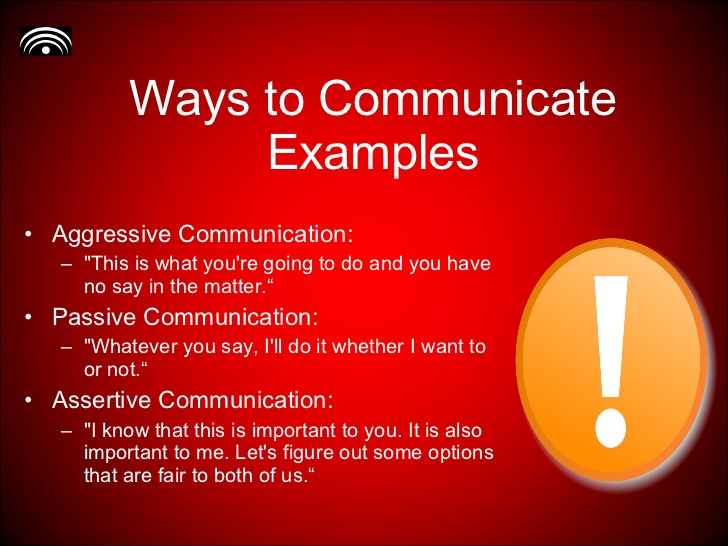 Ways to Communicate
Examples
• Aggressive Communication:
– "This is what you're going to do and you have
no say in the matter.“
• Passive Communication:
– "Whatever you say, I'll do it whether I want to
or not.“
• Assertive Communication:
– "I know that this is important to you. It is also
important to me. Let's figure out some options
that are fair to both of us.“
!